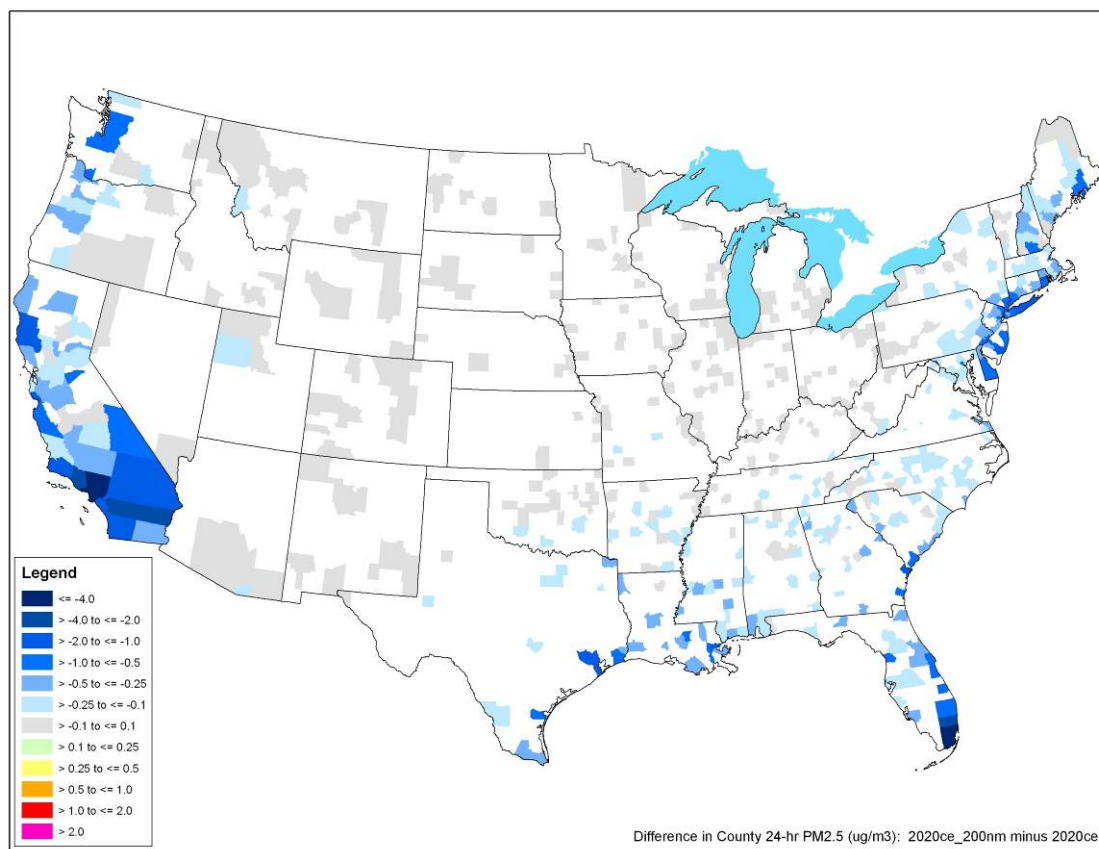 Legend
<= -4.0
> -4.0 to <= -2.0
> -2.0 to <= -1.0
> -1.0 to <= -0.5
> -0.5 to <= -0.25
> -0.25 to <= -0.1
> -0.1 to <= 0.1
> 0.1 to <= 0.25
> 0.25 to <= 0.5
> 0.5 to <= 1.0
> 1.0 to <= 2.0
> 2.0
Difference in County 24-hr PM2.5 (ug/m3): 2020ce_200nm minus 2020ce